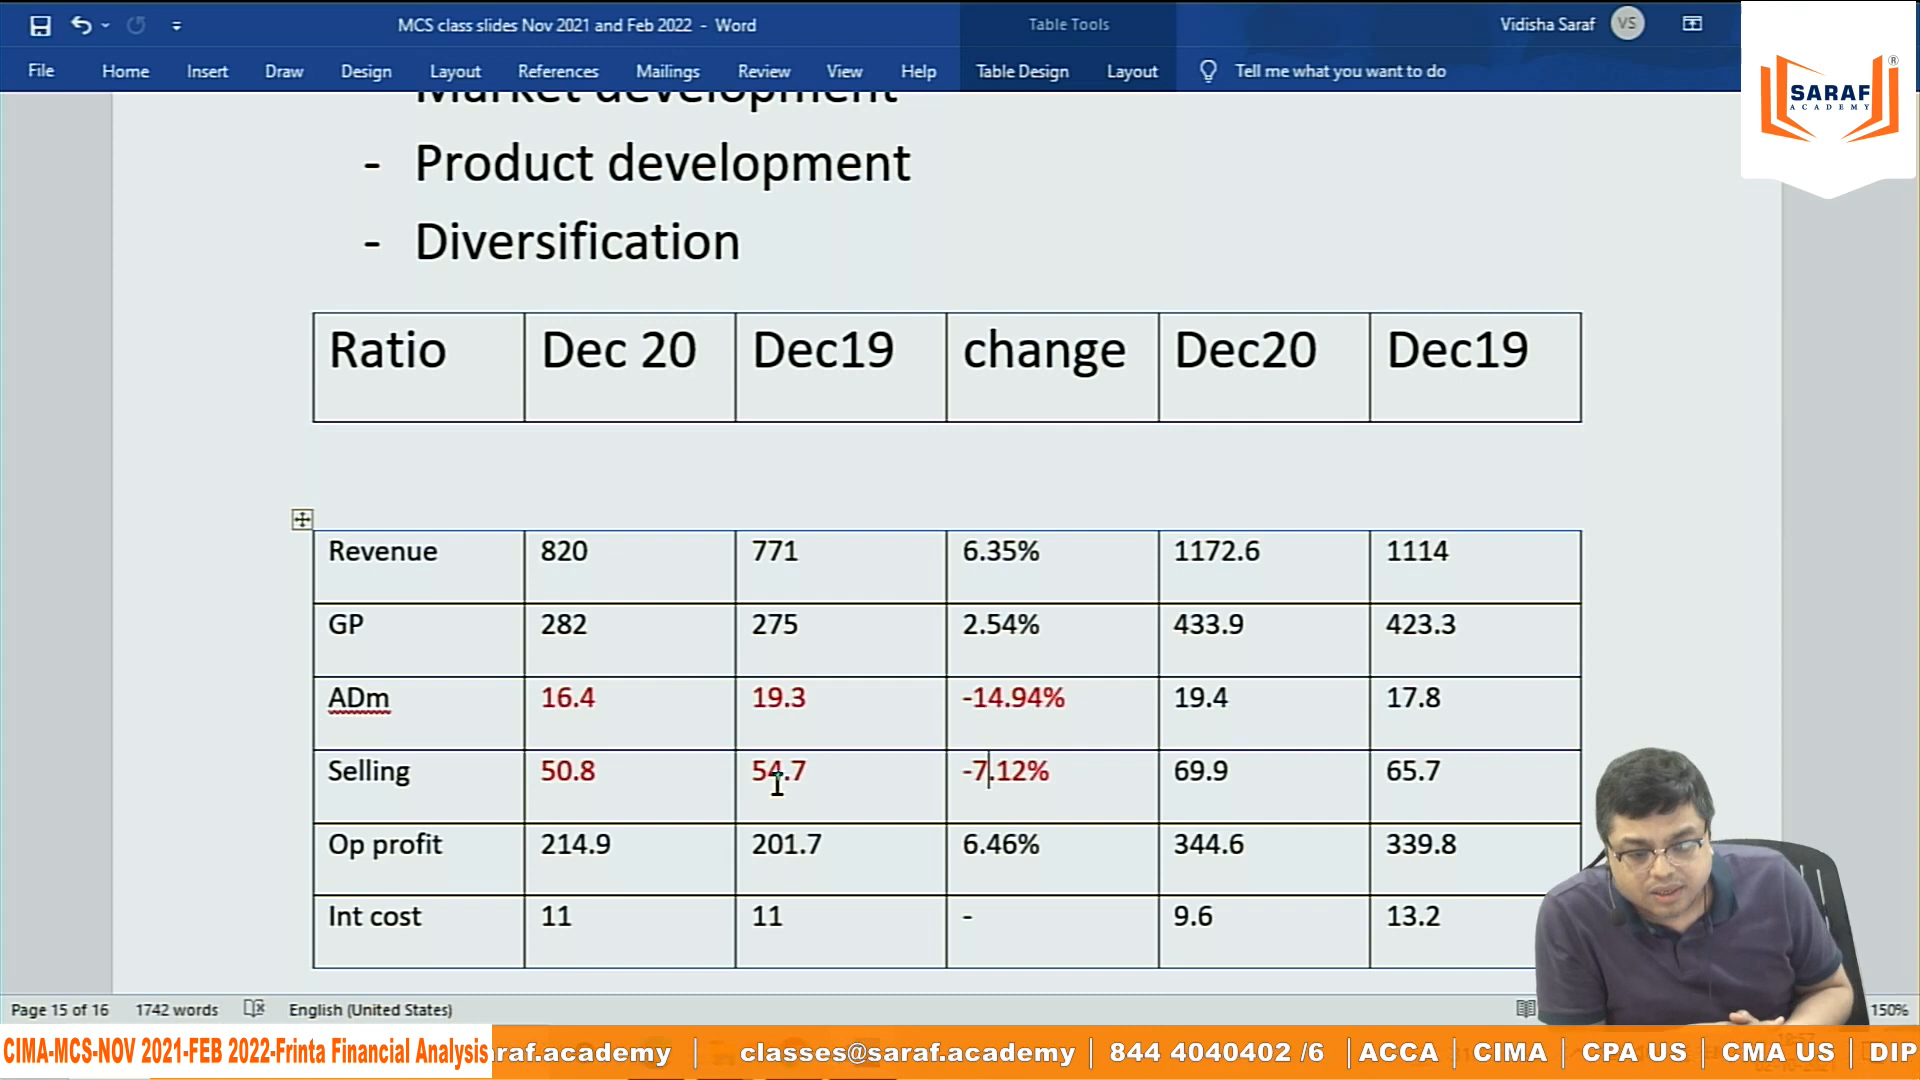 MCS class slides Nov 2021 and Feb 2022 - Word
Table Tools
Vidisha Saraf
VS
File Home Insert Draw Design Layout References Mailings Review View Help Table Design Layout Tell me what you want to do
SARAF
ACADEMY
®
Market development
- Product development
- Diversification
Ratio Dec 20 Dec19 change Dec20 Dec19
Revenue 820 771 6.35% 1172.6 1114
GP 282 275 2.54% 433.9 423.3
ADm 16.4 19.3 -14.94% 19.4 17.8
Selling 50.8 54.7 -7.12% 69.9 65.7
Op profit 214.9 201.7 6.46% 344.6 339.8
Int cost 11 11 - 9.6 13.2
Page 15 of 16 1742 words English (United States) 150%
CIMA-MCS-NOV 2021-FEB 2022-Frinta Financial Analysis
araf.academy | classes@saraf.academy | 844 4040402 /6 | ACCA | CIMA | CPA US | CMA US | DIP